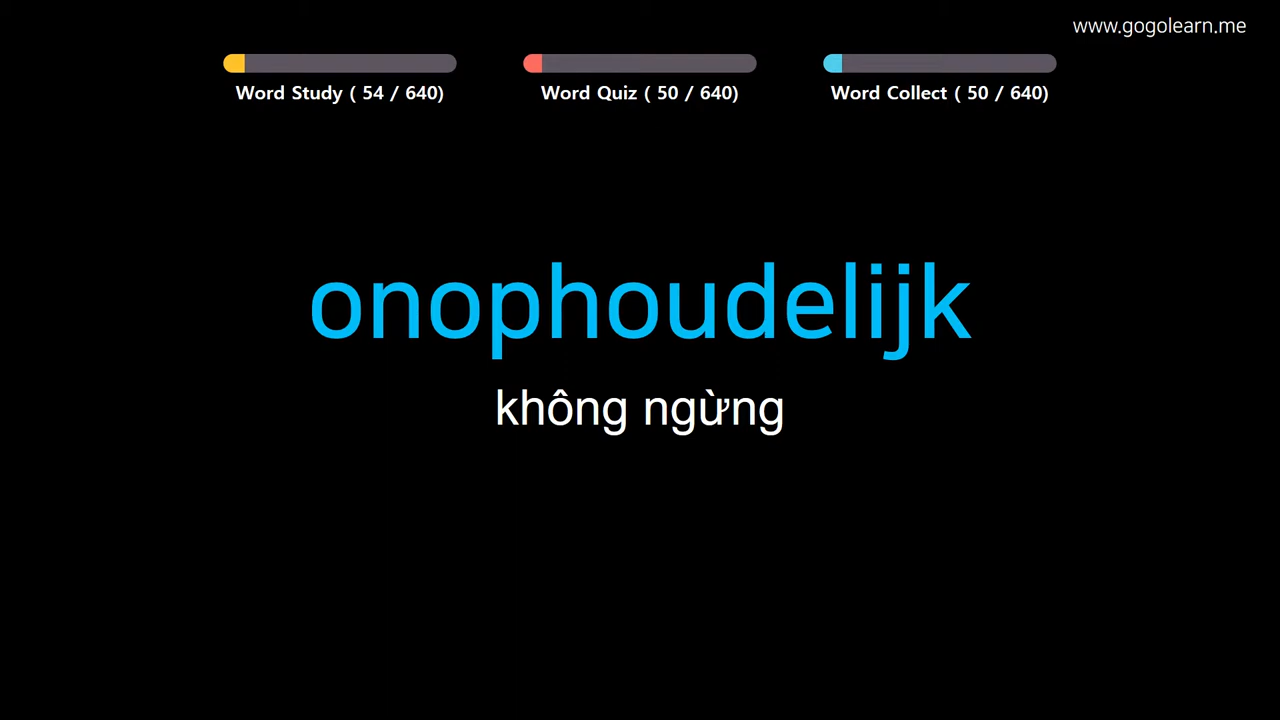 www.gogolearn.me
Word Study ( 54 / 640)
Word Quiz ( 50 / 640)
Word Collect ( 50 / 640)
onophoudelijk
không ngừng